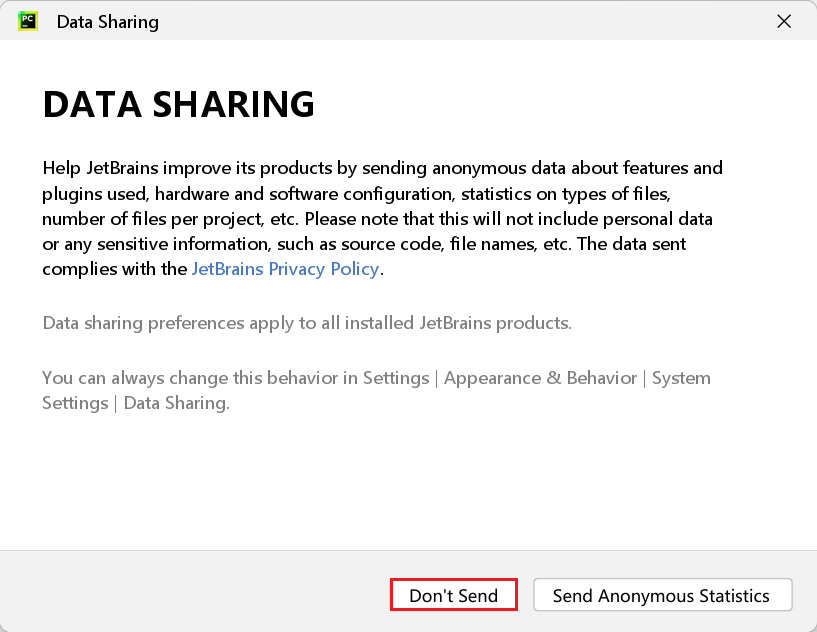 PC
Data Sharing
DATA SHARING
Help JetBrains improve its products by sending anonymous data about features and
plugins used, hardware and software configuration, statistics on types of files,
number of files per project, etc. Please note that this will not include personal data
or any sensitive information, such as source code, file names, etc. The data sent
complies with the JetBrains Privacy Policy.
Data sharing preferences apply to all installed JetBrains products.
You can always change this behavior in Settings | Appearance & Behavior | System
Settings | Data Sharing.
Don't Send
Send Anonymous Statistics